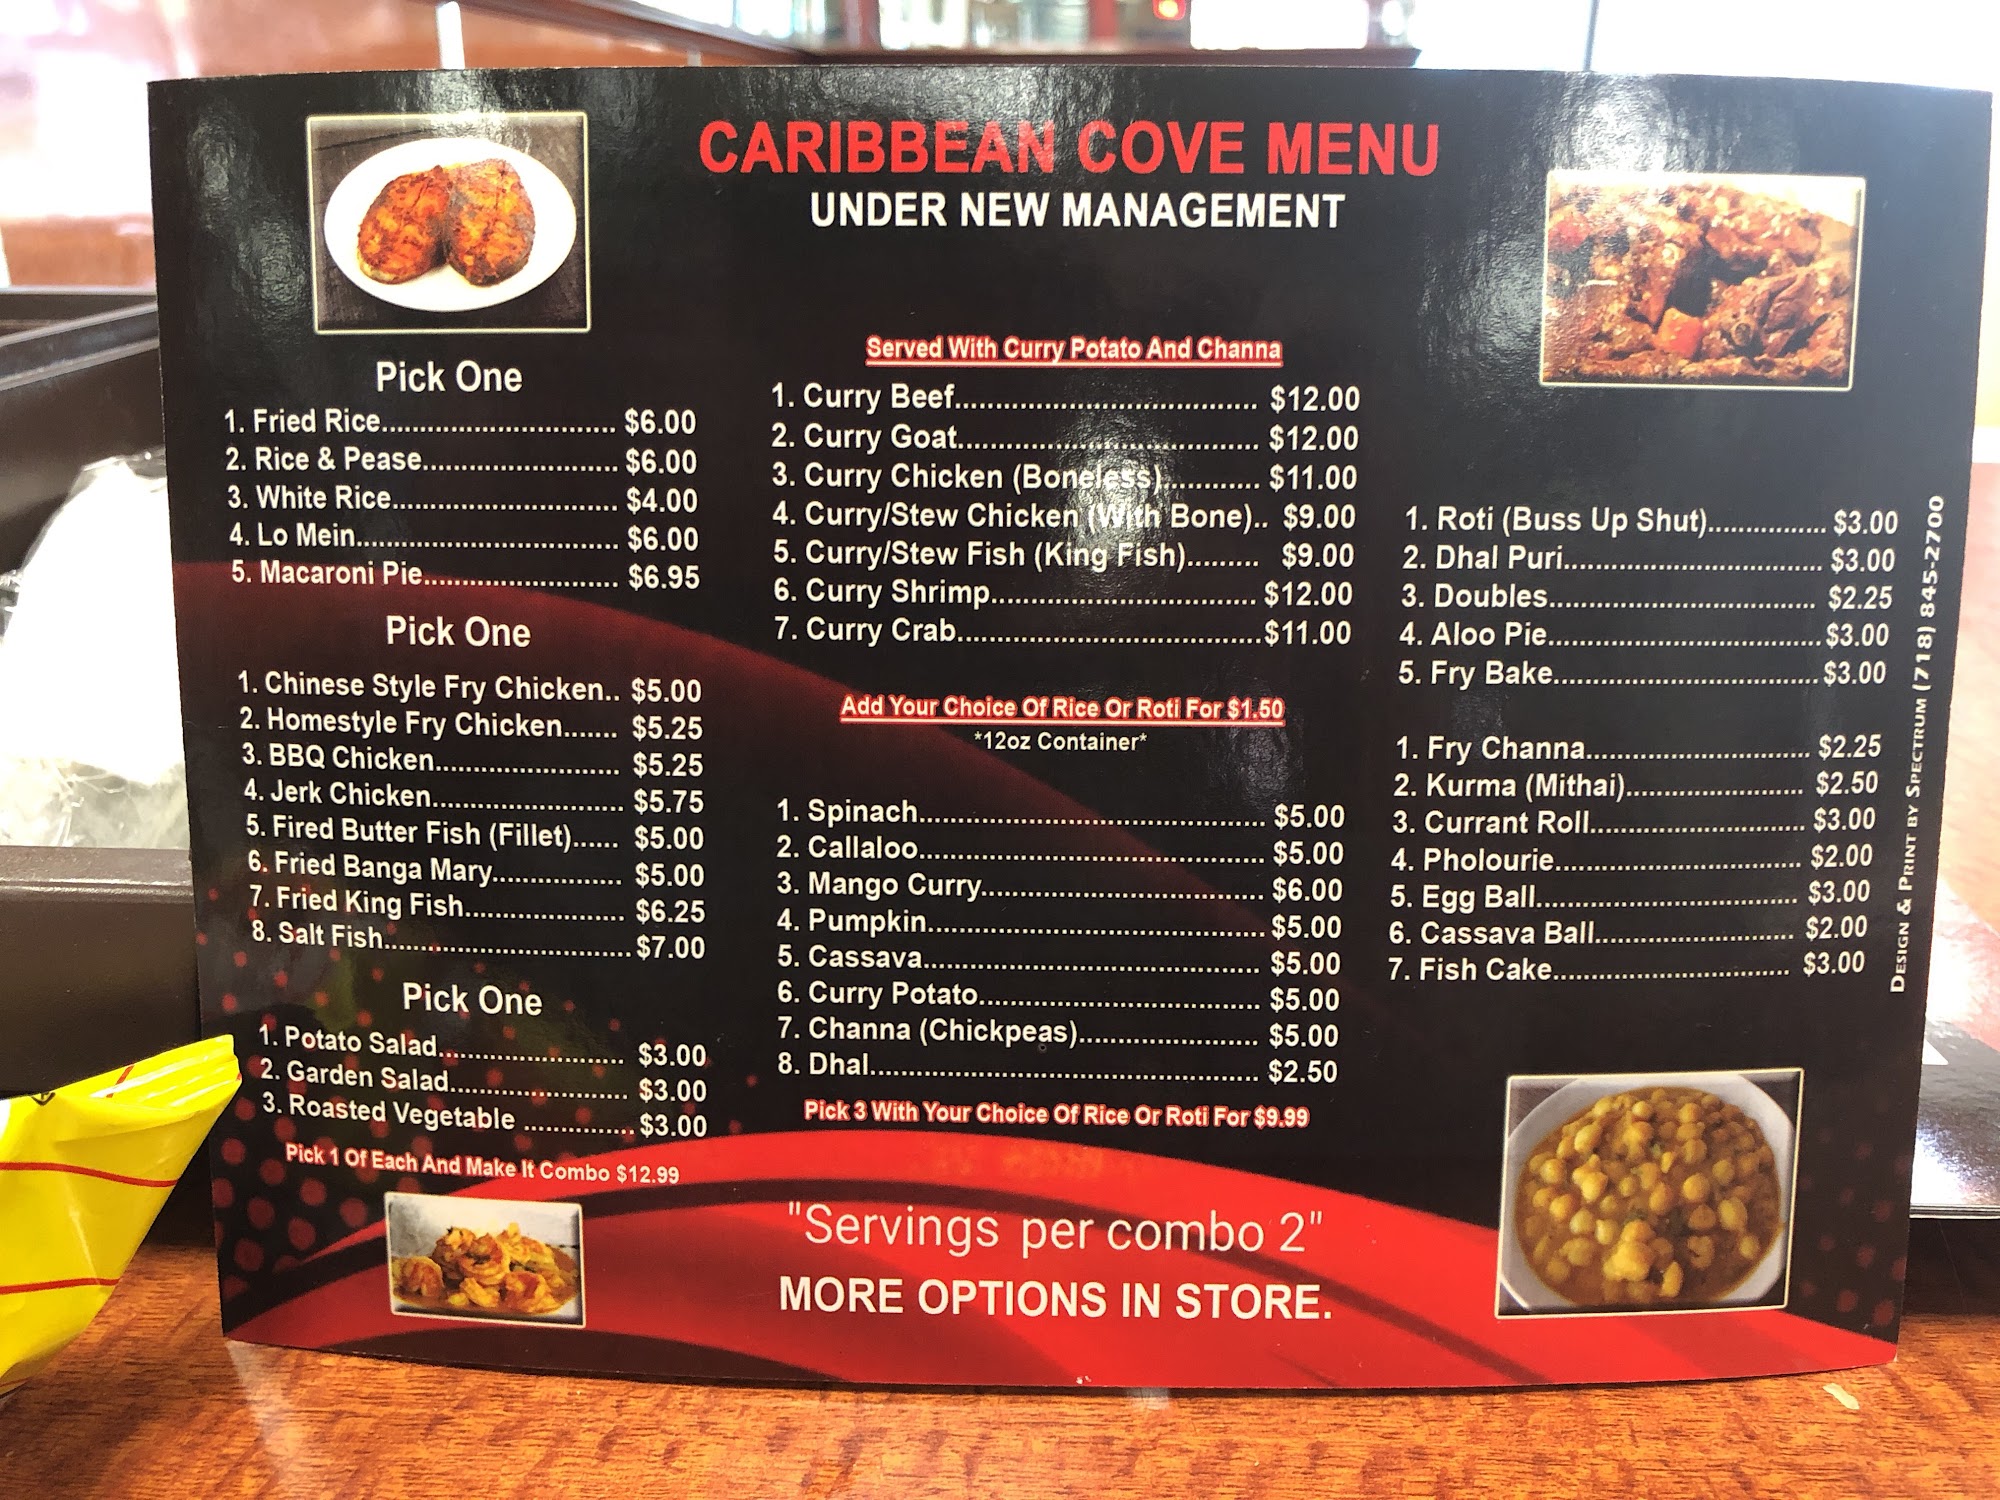 CARIBBEAN COVE MENU
UNDER NEW MANAGEMENT
Pick One
1. Fried Rice.............................. $6.00
2. Rice & Pease......................... $6.00
3. White Rice............................. $4.00
4. Lo Mein.................................. $6.00
5. Macaroni Pie......................... $6.95
Pick One
1. Chinese Style Fry Chicken.. $5.00
2. Homestyle Fry Chicken....... $5.25
3. BBQ Chicken........................ $5.25
4. Jerk Chicken......................... $5.75
5. Fired Butter Fish (Fillet)...... $5.00
6. Fried Banga Mary................. $5.00
7. Fried King Fish..................... $6.25
8. Salt Fish................................ $7.00
Pick One
1. Potato Salad........................ $3.00
2. Garden Salad....................... $3.00
3. Roasted Vegetable .............. $3.00
Pick 1 Of Each And Make It Combo $12.99
Served With Curry Potato And Channa
1. Curry Beef...................................... $12.00
2. Curry Goat...................................... $12.00
3. Curry Chicken (Boneless)............ $11.00
4. Curry/Stew Chicken (With Bone).. $9.00
5. Curry/Stew Fish (King Fish)......... $9.00
6. Curry Shrimp.................................. $12.00
7. Curry Crab...................................... $11.00
Add Your Choice Of Rice Or Roti For $1.50
*12oz Container*
1. Spinach........................................... $5.00
2. Callaloo........................................... $5.00
3. Mango Curry................................... $6.00
4. Pumpkin.......................................... $5.00
5. Cassava.......................................... $5.00
6. Curry Potato................................... $5.00
7. Channa (Chickpeas)...................... $5.00
8. Dhal................................................. $2.50
Pick 3 With Your Choice Of Rice Or Roti For $9.99
1. Roti (Buss Up Shut)............... $3.00
2. Dhal Puri................................. $3.00
3. Doubles.................................. $2.25
4. Aloo Pie.................................. $3.00
5. Fry Bake................................. $3.00
1. Fry Channa............................ $2.25
2. Kurma (Mithai)....................... $2.50
3. Currant Roll........................... $3.00
4. Pholourie............................... $2.00
5. Egg Ball................................. $3.00
6. Cassava Ball......................... $2.00
7. Fish Cake.............................. $3.00
"Servings per combo 2"
MORE OPTIONS IN STORE.
DESIGN & PRINT BY SPECTRUM (718) 845-2700